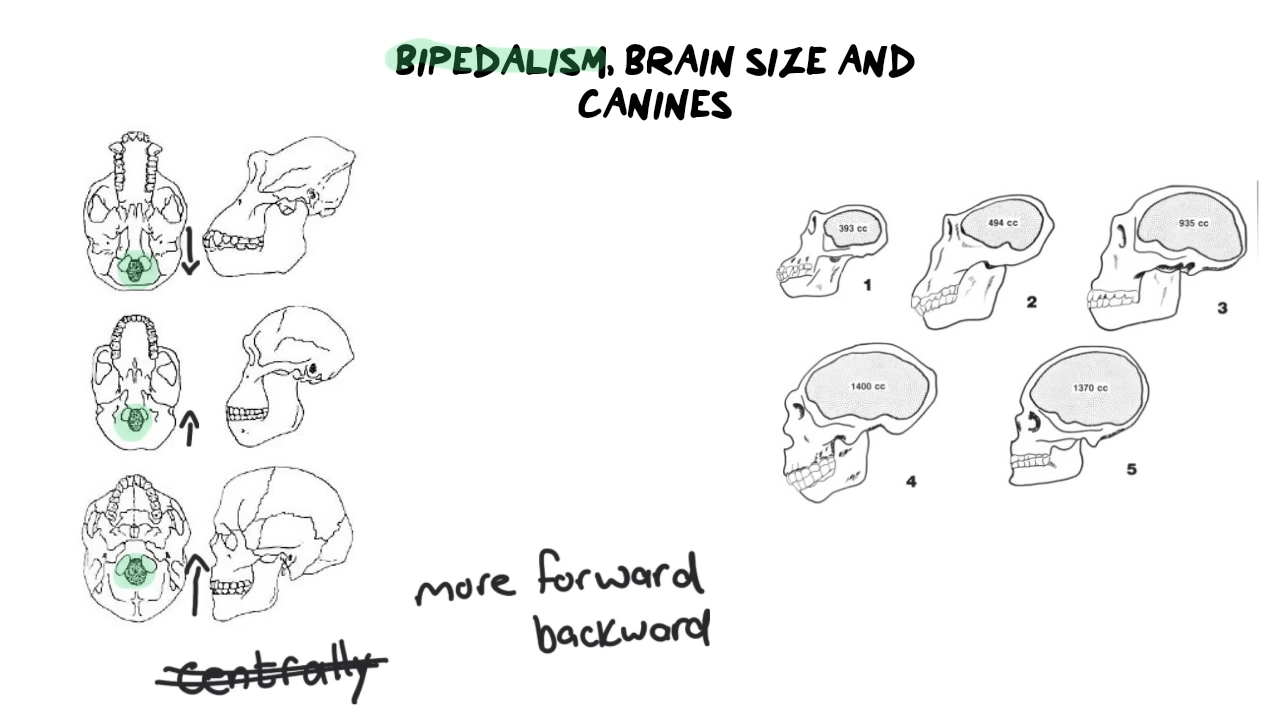 BIPEDALISM, BRAIN SIZE AND
CANINES
393 cc
1
494 cc
2
935 cc
3
1400 cc
4
1370 cc
5
more forward
backward
centrally